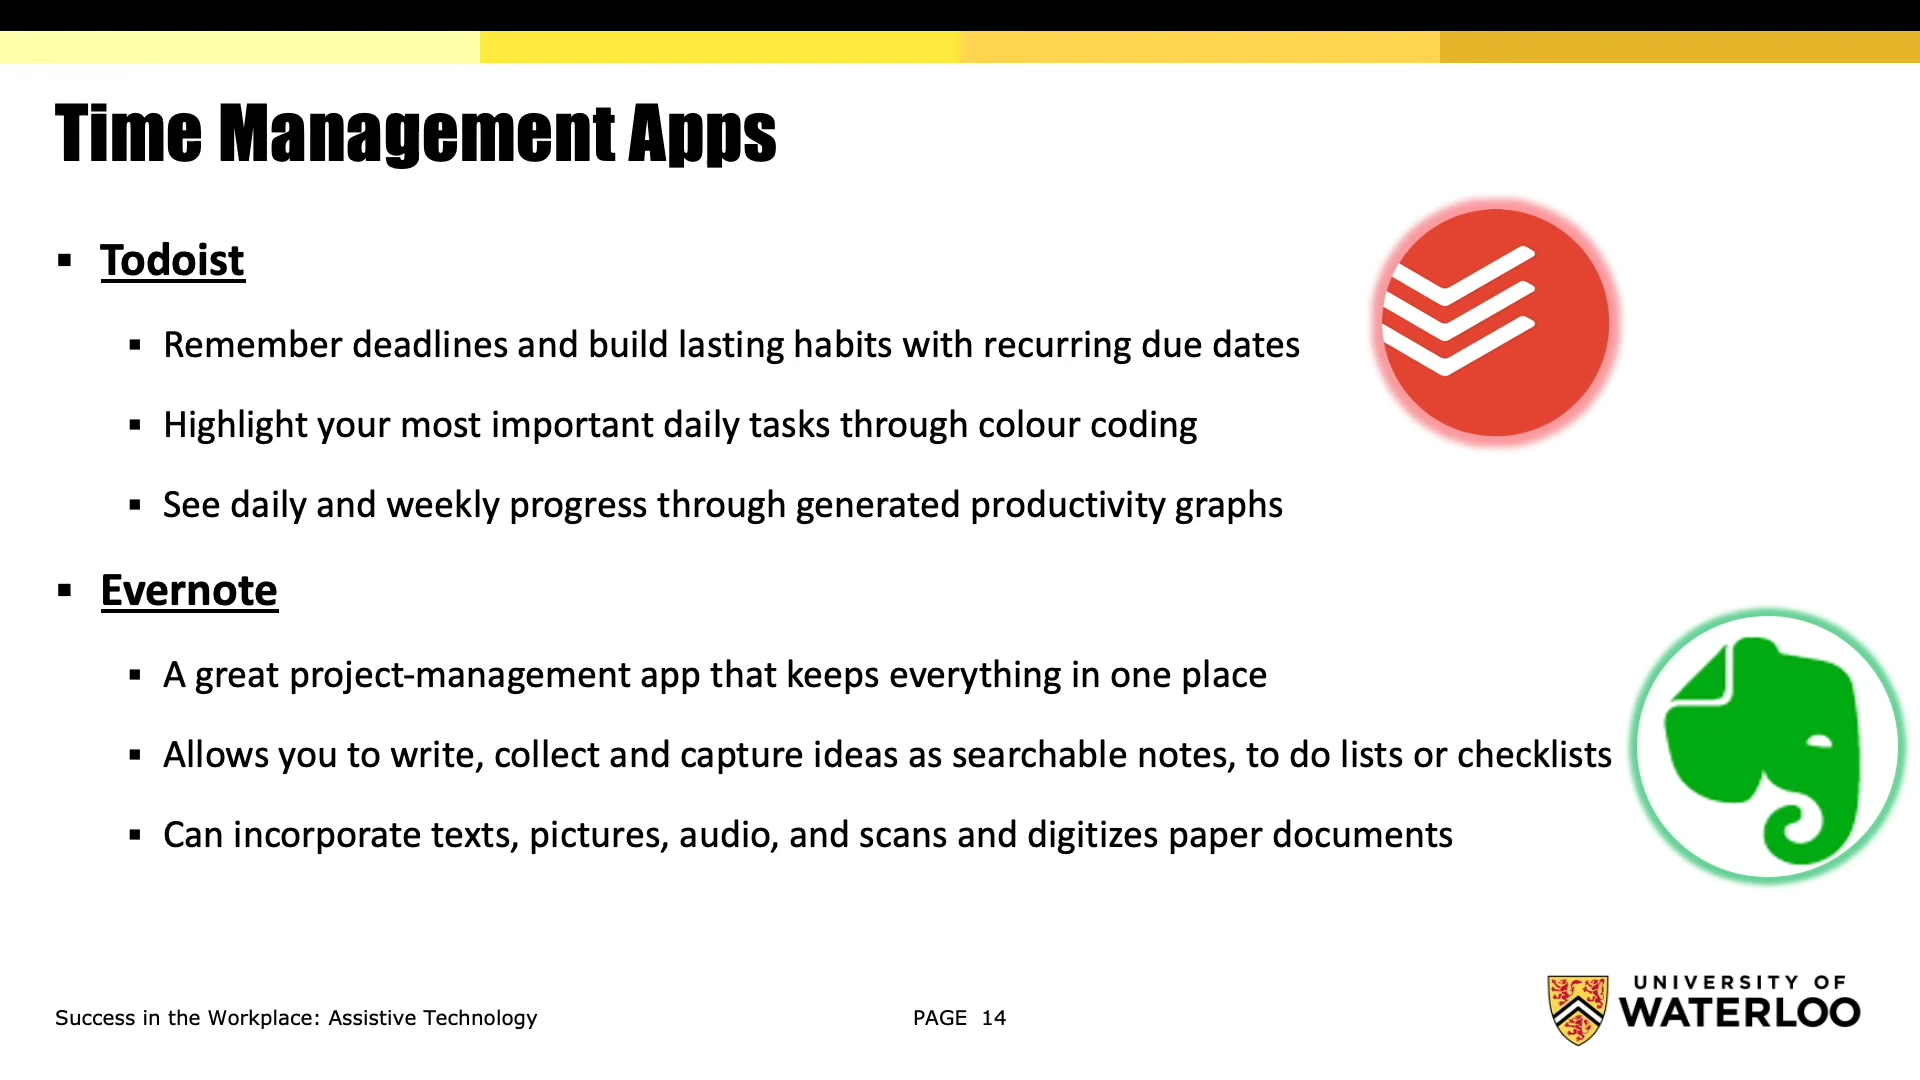 Time Management Apps
▪ Todoist
▪ Remember deadlines and build lasting habits with recurring due dates
▪ Highlight your most important daily tasks through colour coding
▪ See daily and weekly progress through generated productivity graphs
▪ Evernote
▪ A great project-management app that keeps everything in one place
▪ Allows you to write, collect and capture ideas as searchable notes, to do lists or checklists
▪ Can incorporate texts, pictures, audio, and scans and digitizes paper documents
Success in the Workplace: Assistive Technology
PAGE 14
UNIVERSITY OF
WATERLOO